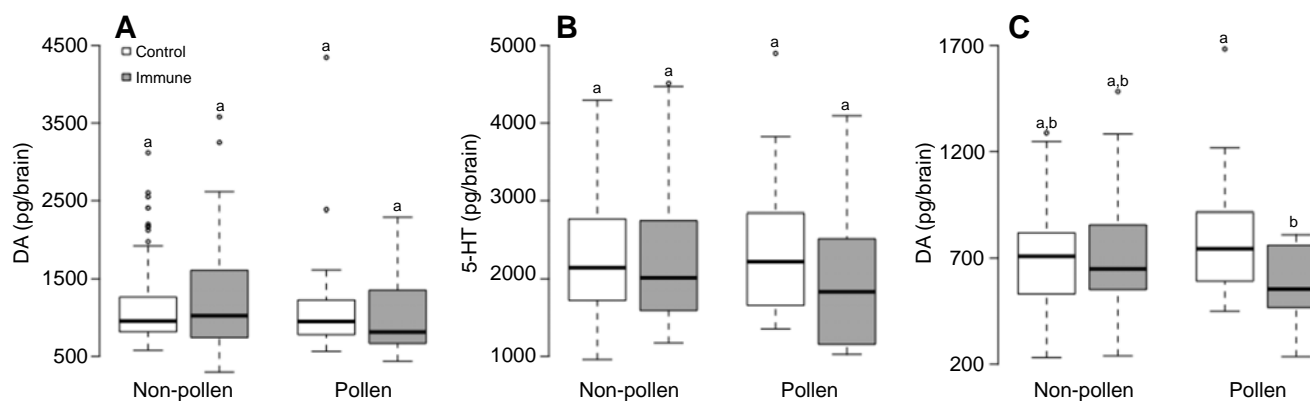 A
4500
3500
2500
1500
500
DA (pg/brain)
Control
Immune
a
a
a
a
Non-pollen
Pollen
B
5000
4000
3000
2000
1000
5-HT (pg/brain)
a
a
a
a
Non-pollen
Pollen
C
1700
1200
700
200
DA (pg/brain)
a,b
a,b
a
b
Non-pollen
Pollen